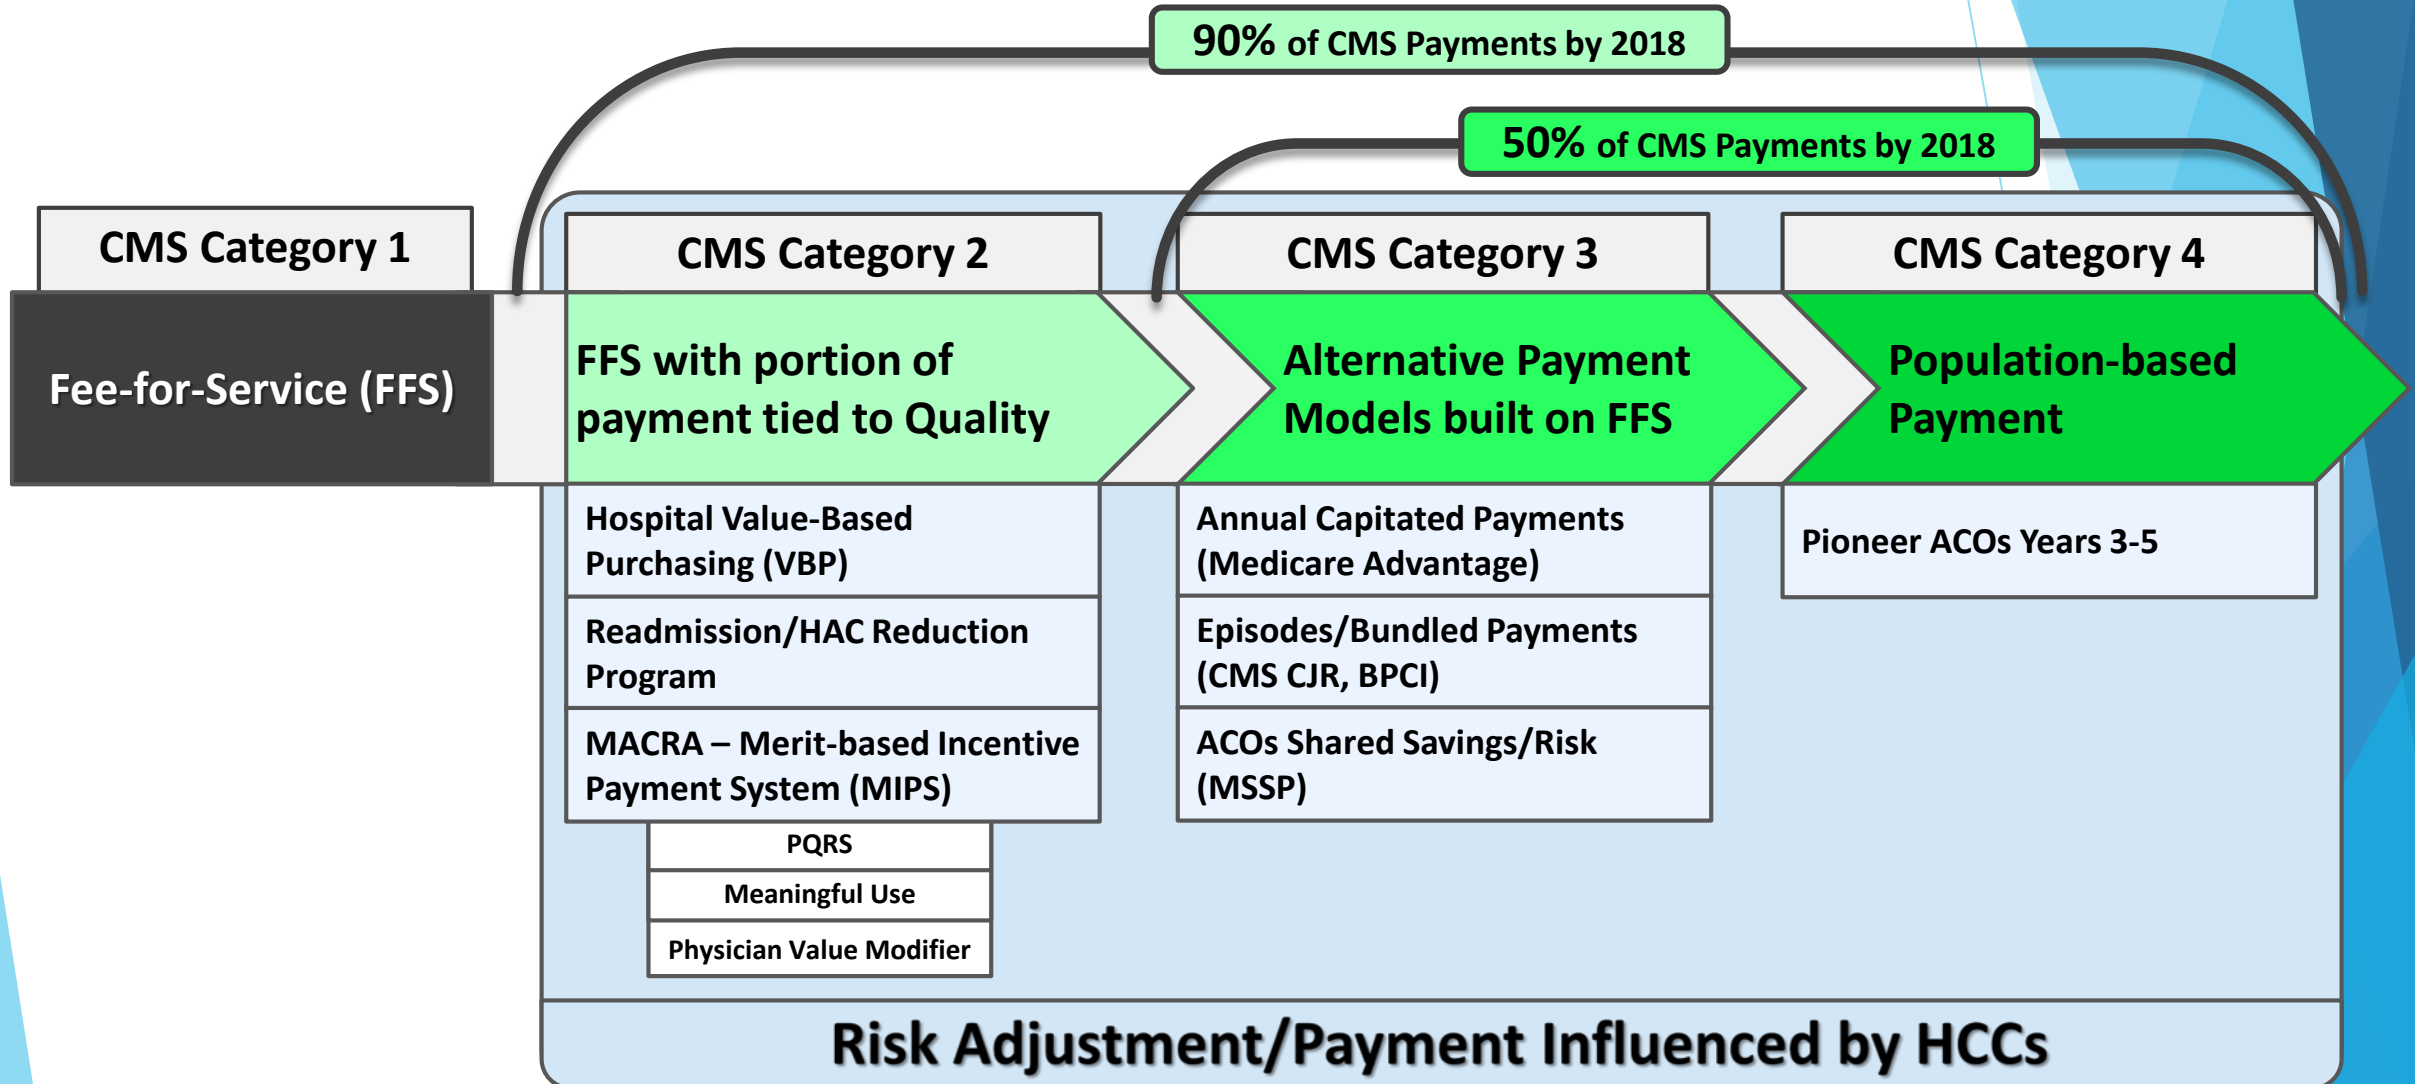 90% of CMS Payments by 2018
50% of CMS Payments by 2018
CMS Category 1
Fee-for-Service (FFS)
CMS Category 2
FFS with portion of
payment tied to Quality
Hospital Value-Based
Purchasing (VBP)
Readmission/HAC Reduction
Program
MACRA – Merit-based Incentive
Payment System (MIPS)
PQRS
Meaningful Use
Physician Value Modifier
CMS Category 3
Alternative Payment
Models built on FFS
Annual Capitated Payments
(Medicare Advantage)
Episodes/Bundled Payments
(CMS CJR, BPCI)
ACOs Shared Savings/Risk
(MSSP)
CMS Category 4
Population-based
Payment
Pioneer ACOs Years 3-5
Risk Adjustment/Payment Influenced by HCCs